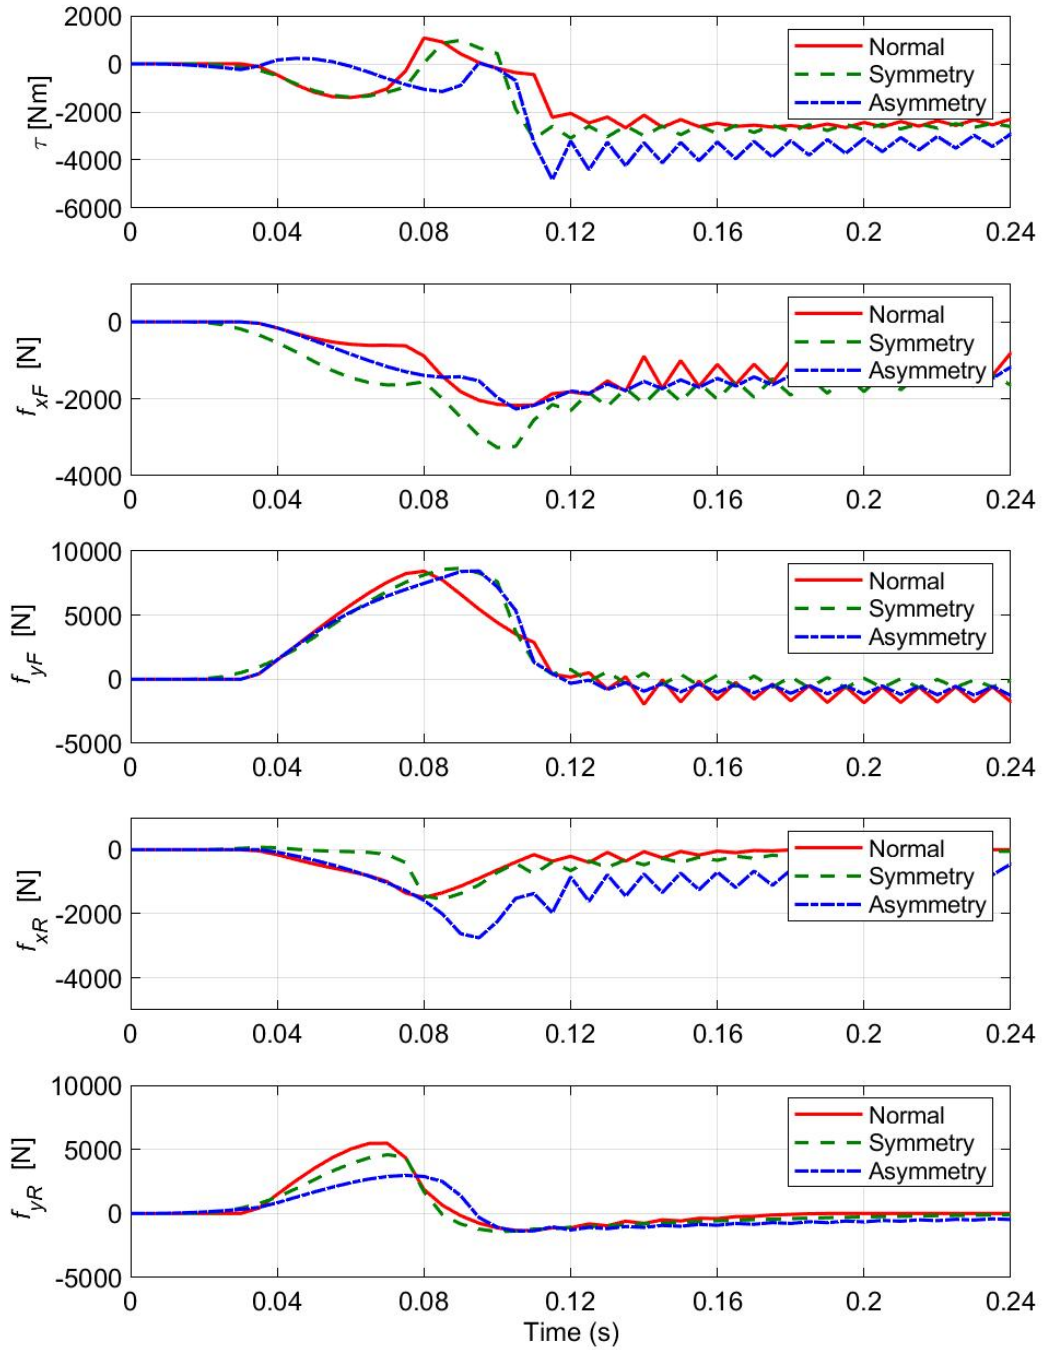 2000
0
-2000
-4000
-6000
τ [Nm]
Normal
Symmetry
Asymmetry
0 0.04 0.08 0.12 0.16 0.2 0.24
0
-2000
-4000
f_xF [N]
Normal
Symmetry
Asymmetry
0 0.04 0.08 0.12 0.16 0.2 0.24
10000
5000
0
-5000
f_yF [N]
Normal
Symmetry
Asymmetry
0 0.04 0.08 0.12 0.16 0.2 0.24
0
-2000
-4000
f_xR [N]
Normal
Symmetry
Asymmetry
0 0.04 0.08 0.12 0.16 0.2 0.24
10000
5000
0
-5000
f_yR [N]
Normal
Symmetry
Asymmetry
0 0.04 0.08 0.12 0.16 0.2 0.24
Time (s)